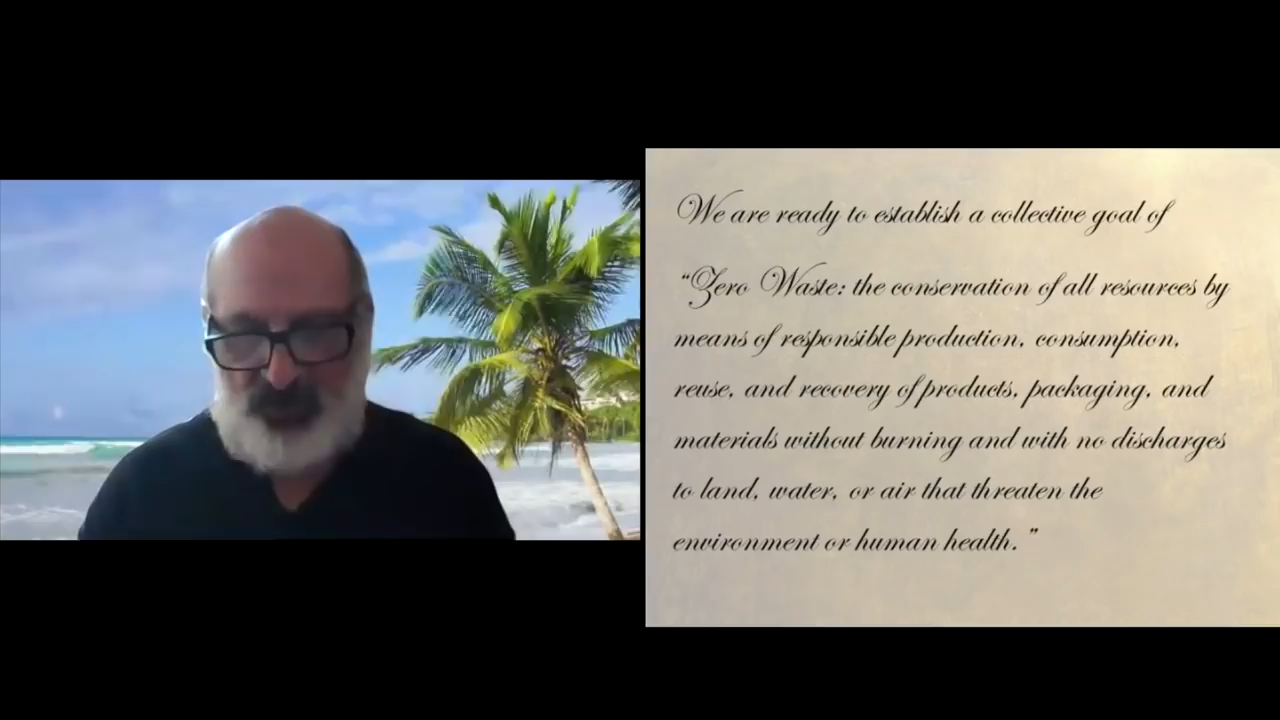 We are ready to establish a collective goal of
“Zero Waste: the conservation of all resources by
means of responsible production, consumption,
reuse, and recovery of products, packaging, and
materials without burning and with no discharges
to land, water, or air that threaten the
environment or human health.”